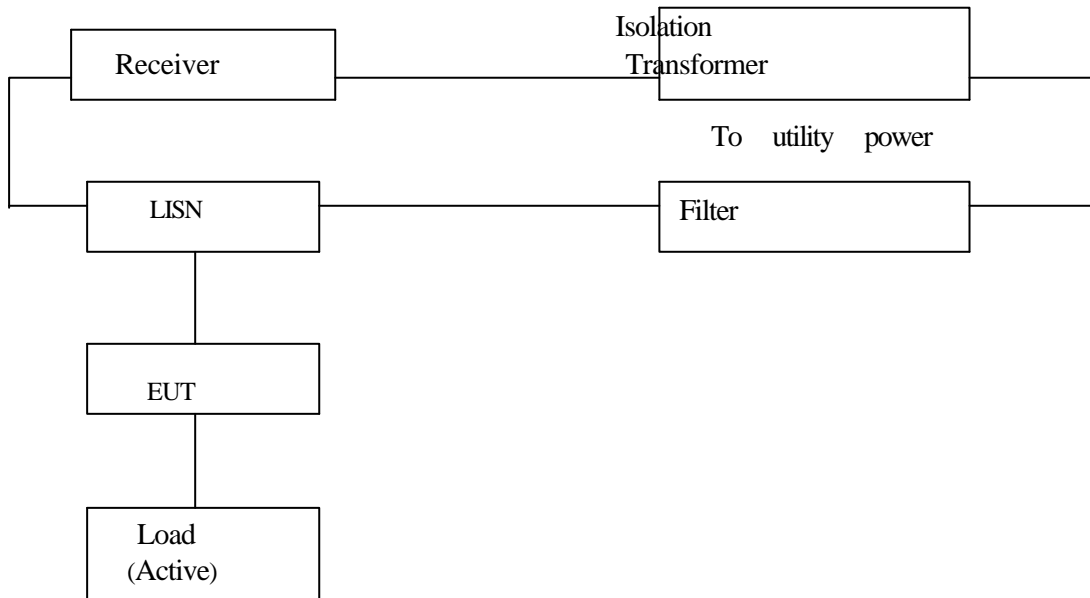 Isolation
Transformer
Receiver
To utility power
LISN
Filter
EUT
Load
(Active)